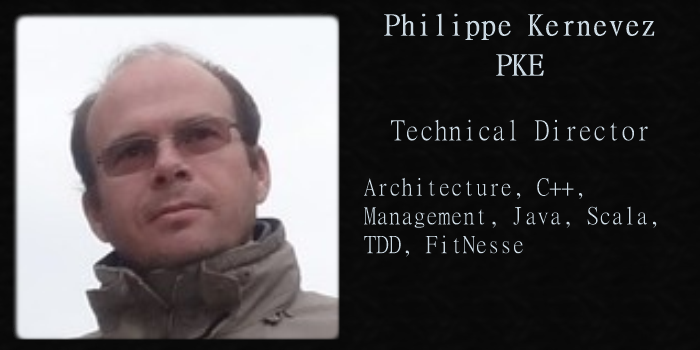 Philippe Kernevez
PKE
Technical Director
Architecture, C++,
Management, Java, Scala,
TDD, FitNesse